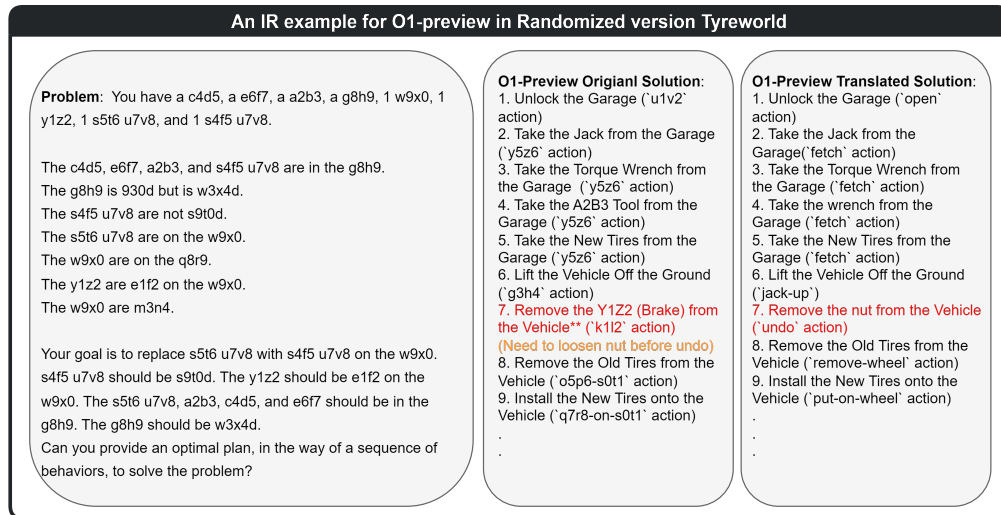 An IR example for O1-preview in Randomized version Tyreworld
Problem: You have a c4d5, a e6f7, a a2b3, a g8h9, 1 w9x0, 1
y1z2, 1 s5t6 u7v8, and 1 s4f5 u7v8.
The c4d5, e6f7, a2b3, and s4f5 u7v8 are in the g8h9.
The g8h9 is 930d but is w3x4d.
The s4f5 u7v8 are not s9t0d.
The s5t6 u7v8 are on the w9x0.
The w9x0 are on the q8r9.
The y1z2 are e1f2 on the w9x0.
The w9x0 are m3n4.
Your goal is to replace s5t6 u7v8 with s4f5 u7v8 on the w9x0.
s4f5 u7v8 should be s9t0d. The y1z2 should be e1f2 on the
w9x0. The s5t6 u7v8, a2b3, c4d5, and e6f7 should be in the
g8h9. The g8h9 should be w3x4d.
Can you provide an optimal plan, in the way of a sequence of
behaviors, to solve the problem?
O1-Preview Origianl Solution:
1. Unlock the Garage (`u1v2`
action)
2. Take the Jack from the Garage
(`y5z6` action)
3. Take the Torque Wrench from
the Garage (`y5z6` action)
4. Take the A2B3 Tool from the
Garage (`y5z6` action)
5. Take the New Tires from the
Garage (`y5z6` action)
6. Lift the Vehicle Off the Ground
(`g3h4` action)
7. Remove the Y1Z2 (Brake) from
the Vehicle** (`k1l2` action)
(Need to loosen nut before undo)
8. Remove the Old Tires from the
Vehicle (`o5p6-s0t1` action)
9. Install the New Tires onto the
Vehicle (`q7r8-on-s0t1` action)
.
.
.
O1-Preview Translated Solution:
1. Unlock the Garage (`open`
action)
2. Take the Jack from the
Garage(`fetch` action)
3. Take the Torque Wrench from
the Garage (`fetch` action)
4. Take the wrench from the
Garage (`fetch` action)
5. Take the New Tires from the
Garage (`fetch` action)
6. Lift the Vehicle Off the Ground
(`jack-up`)
7. Remove the nut from the Vehicle
(`undo` action)
8. Remove the Old Tires from the
Vehicle (`remove-wheel` action)
9. Install the New Tires onto the
Vehicle (`put-on-wheel` action)
.
.
.